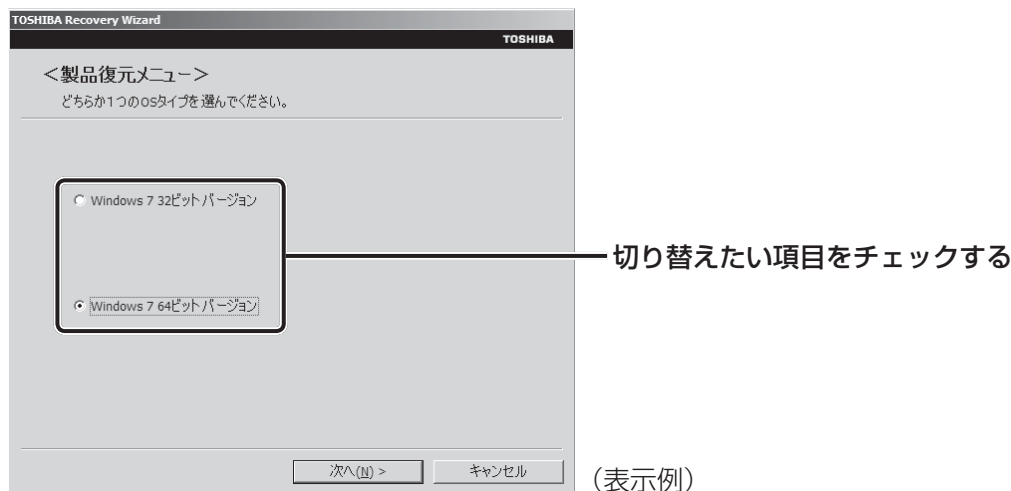 TOSHIBA Recovery Wizard
TOSHIBA
＜製品復元メニュー＞
どちらか1つのOSタイプを選んでください。
Windows 7 32ビットバージョン
切り替えたい項目をチェックする
Windows 7 64ビットバージョン
次へ(N) >
キャンセル
（表示例）